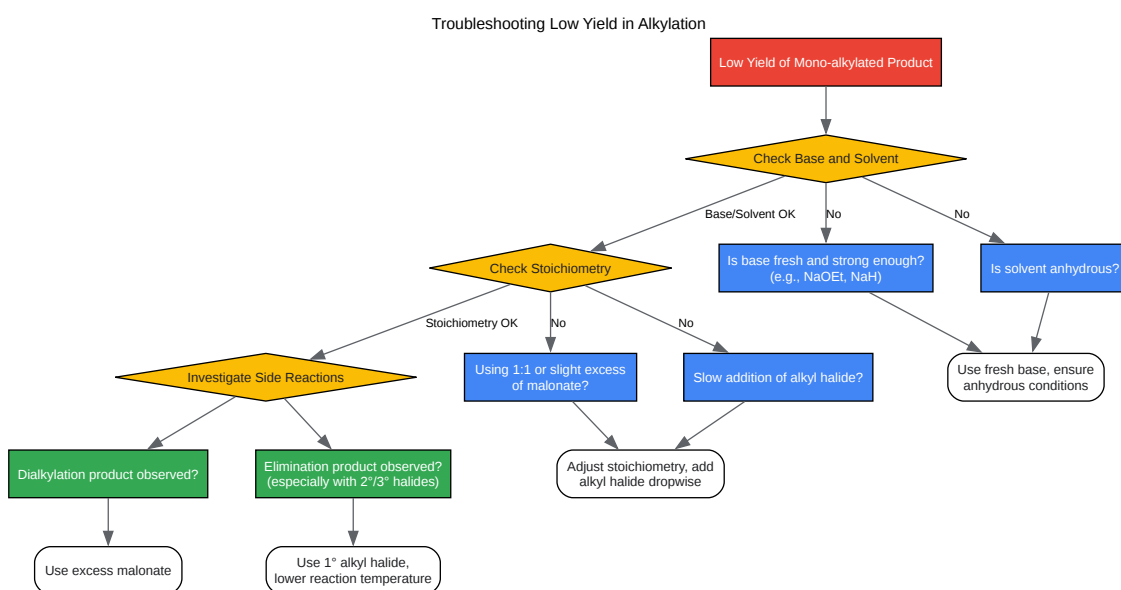 Troubleshooting Low Yield in Alkylation
Low Yield of Mono-alkylated Product
Check Base and Solvent
Base/Solvent OK
No
No
Check Stoichiometry
Is base fresh and strong enough?
(e.g., NaOEt, NaH)
Is solvent anhydrous?
Stoichiometry OK
No
No
Investigate Side Reactions
Using 1:1 or slight excess
of malonate?
Slow addition of alkyl halide?
Use fresh base, ensure
anhydrous conditions
Dialkylation product observed?
Elimination product observed?
(especially with 2°/3° halides)
Adjust stoichiometry, add
alkyl halide dropwise
Use excess malonate
Use 1° alkyl halide,
lower reaction temperature